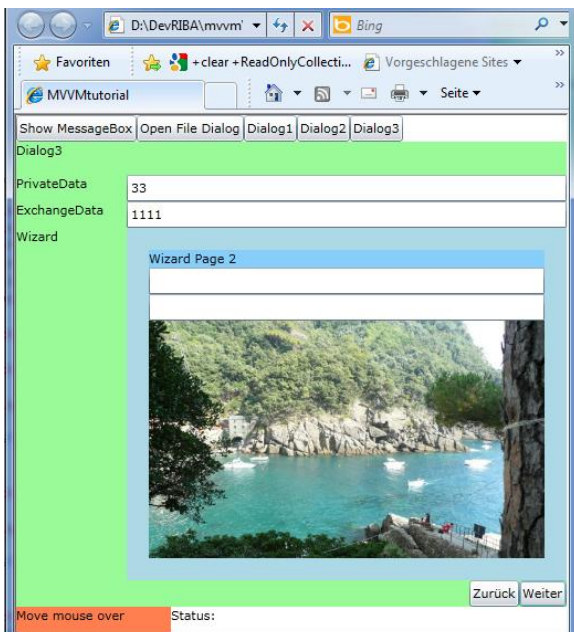 D:\DevRIBA\mvvm' Bing
Favoriten +clear +ReadOnlyCollecti... Vorgeschlagene Sites
MVVMtutorial Seite
Show MessageBox Open File Dialog Dialog1 Dialog2 Dialog3
Dialog3
PrivateData 33
ExchangeData 1111
Wizard
Wizard Page 2
Zurück Weiter
Move mouse over Status: